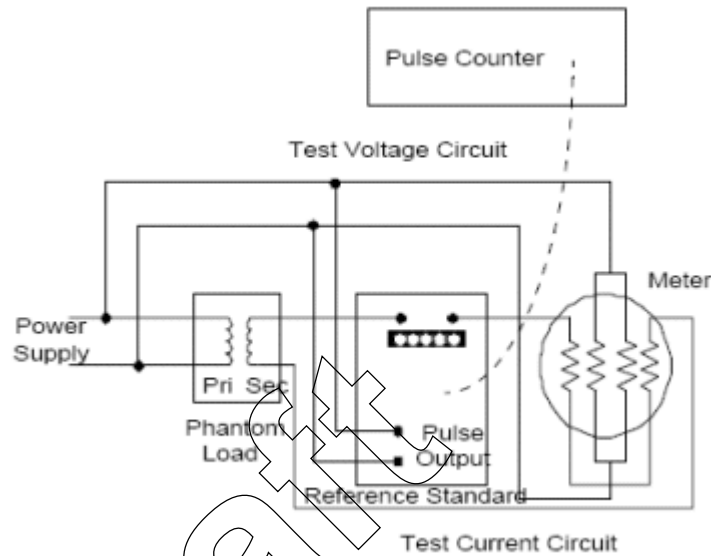 Pulse Counter
Test Voltage Circuit
Meter
Power
Supply
Pri Sec
Phantom
Load
Pulse
Output
Reference Standard
Test Current Circuit